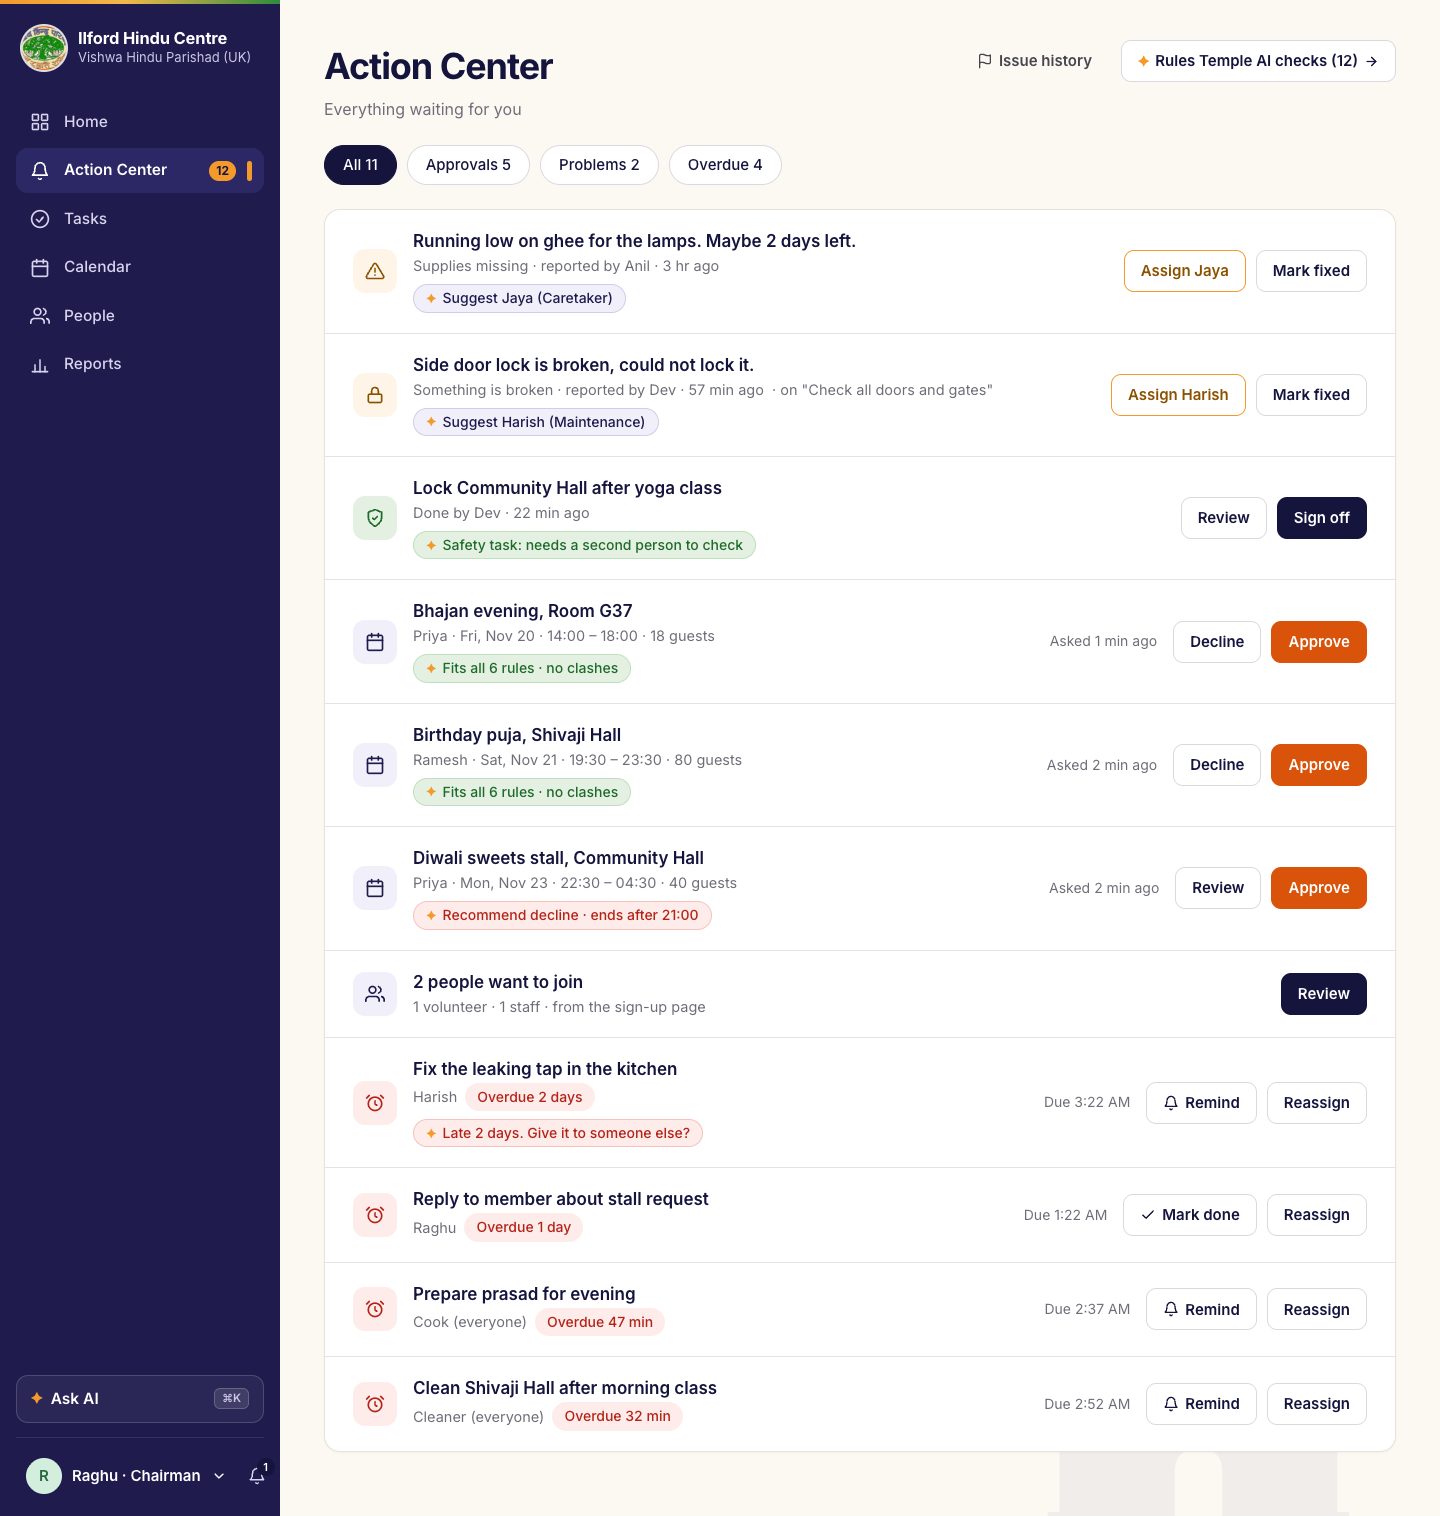 Ilford Hindu Centre
Vishwa Hindu Parishad (UK)
Home
Action Center 12
Tasks
Calendar
People
Reports
Ask AI ⌘K
R Raghu · Chairman 1
Action Center
Everything waiting for you
Issue history
Rules Temple AI checks (12) →
All 11
Approvals 5
Problems 2
Overdue 4
Running low on ghee for the lamps. Maybe 2 days left.
Supplies missing · reported by Anil · 3 hr ago
Suggest Jaya (Caretaker)
Assign Jaya
Mark fixed
Side door lock is broken, could not lock it.
Something is broken · reported by Dev · 57 min ago · on "Check all doors and gates"
Suggest Harish (Maintenance)
Assign Harish
Mark fixed
Lock Community Hall after yoga class
Done by Dev · 22 min ago
Safety task: needs a second person to check
Review
Sign off
Bhajan evening, Room G37
Priya · Fri, Nov 20 · 14:00 – 18:00 · 18 guests
Fits all 6 rules · no clashes
Asked 1 min ago
Decline
Approve
Birthday puja, Shivaji Hall
Ramesh · Sat, Nov 21 · 19:30 – 23:30 · 80 guests
Fits all 6 rules · no clashes
Asked 2 min ago
Decline
Approve
Diwali sweets stall, Community Hall
Priya · Mon, Nov 23 · 22:30 – 04:30 · 40 guests
Recommend decline · ends after 21:00
Asked 2 min ago
Review
Approve
2 people want to join
1 volunteer · 1 staff · from the sign-up page
Review
Fix the leaking tap in the kitchen
Harish Overdue 2 days
Late 2 days. Give it to someone else?
Due 3:22 AM
Remind
Reassign
Reply to member about stall request
Raghu Overdue 1 day
Due 1:22 AM
Mark done
Reassign
Prepare prasad for evening
Cook (everyone) Overdue 47 min
Due 2:37 AM
Remind
Reassign
Clean Shivaji Hall after morning class
Cleaner (everyone) Overdue 32 min
Due 2:52 AM
Remind
Reassign